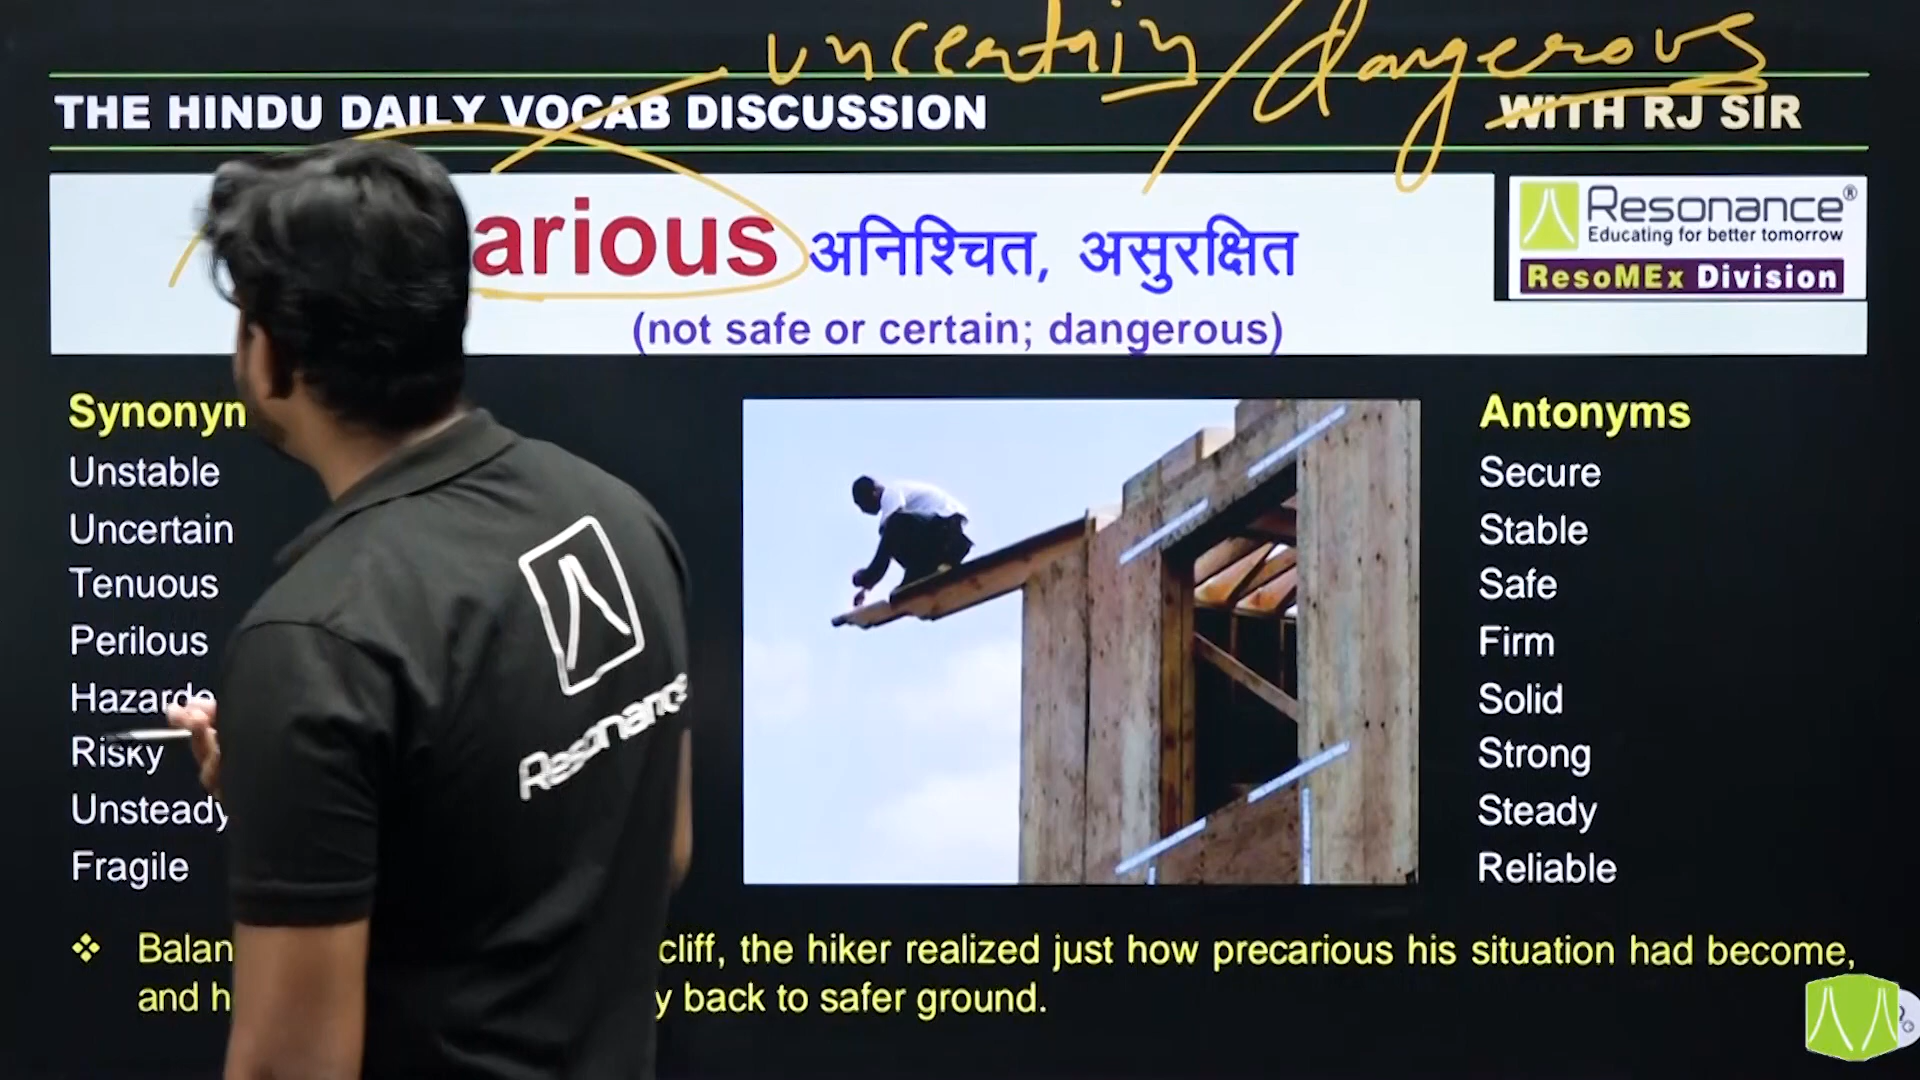 uncertain/dangerous
THE HINDU DAILY VOCAB DISCUSSION WITH RJ SIR
arious अनिश्चित, असुरक्षित
(not safe or certain; dangerous)
Resonance®
Educating for better tomorrow
ResoMEx Division
Synonym
Unstable
Uncertain
Tenuous
Perilous
Hazardo
Risky
Unsteady
Fragile
Antonyms
Secure
Stable
Safe
Firm
Solid
Strong
Steady
Reliable
Resonance
❖ Balan cliff, the hiker realized just how precarious his situation had become,
and h y back to safer ground.